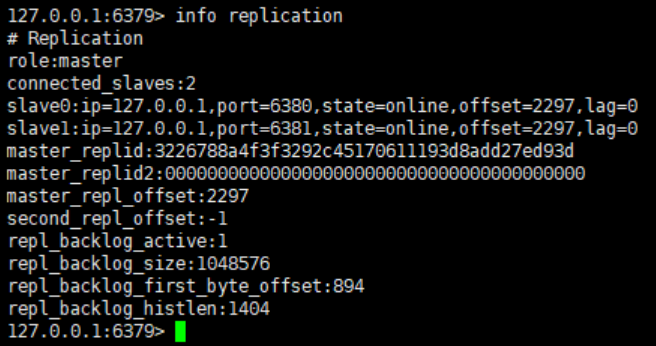 127.0.0.1:6379> info replication
# Replication
role:master
connected_slaves:2
slave0:ip=127.0.0.1,port=6380,state=online,offset=2297,lag=0
slave1:ip=127.0.0.1,port=6381,state=online,offset=2297,lag=0
master_replid:3226788a4f3f3292c45170611193d8add27ed93d
master_replid2:0000000000000000000000000000000000000000
master_repl_offset:2297
second_repl_offset:-1
repl_backlog_active:1
repl_backlog_size:1048576
repl_backlog_first_byte_offset:894
repl_backlog_histlen:1404
127.0.0.1:6379>